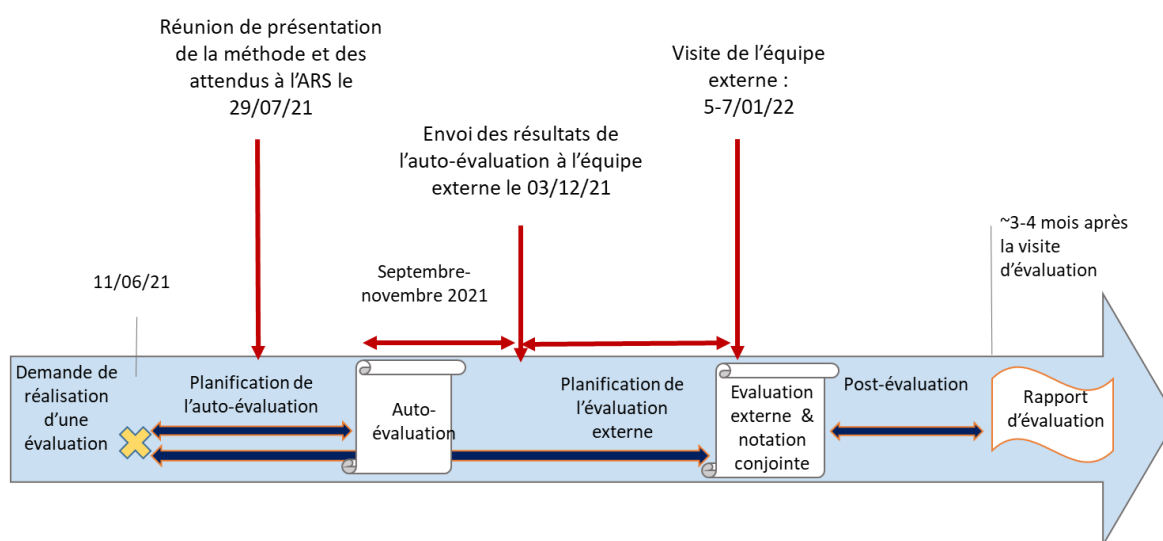 Réunion de présentation
de la méthode et des
attendus à l'ARS le
29/07/21
Visite de l'équipe
externe :
5-7/01/22
Envoi des résultats de
l'auto-évaluation à l'équipe
externe le 03/12/21
~3-4 mois après
la visite
d'évaluation
Septembre-
novembre 2021
11/06/21
Demande de
réalisation
d'une
évaluation
Planification de
l'auto-évaluation
Auto-
évaluation
Planification de
l'évaluation
externe
Evaluation
externe &
notation
conjointe
Post-évaluation
Rapport
d'évaluation